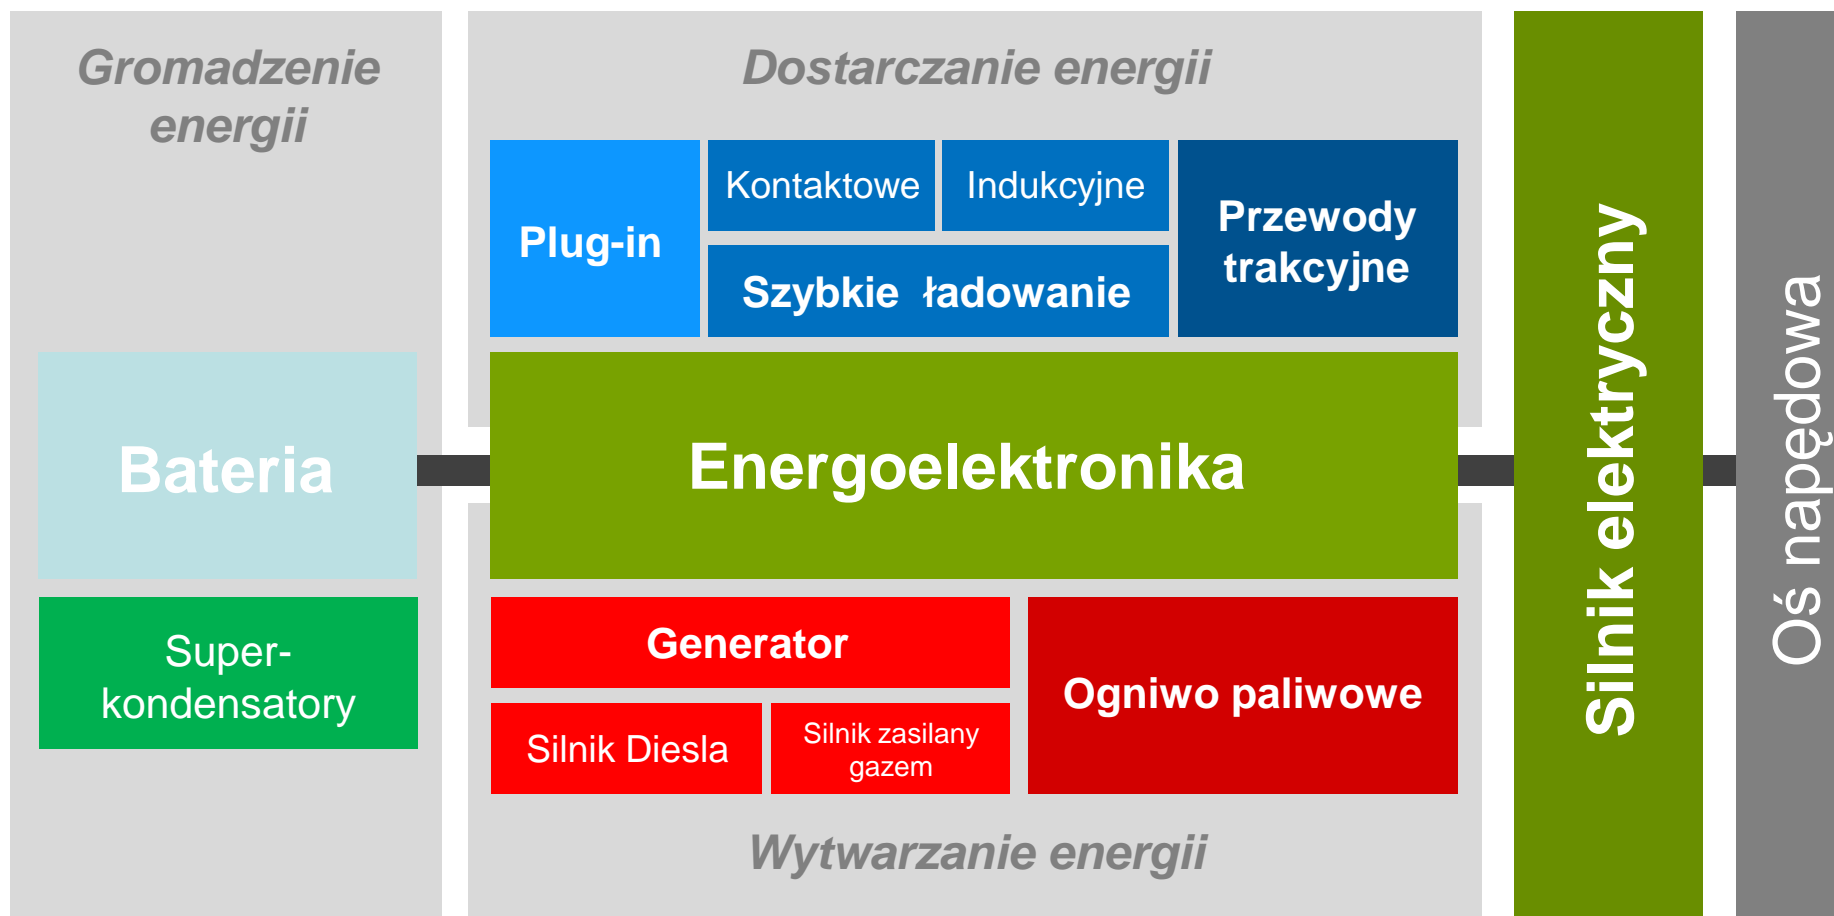 Gromadzenie
energii
Bateria
Super-
kondensatory
Dostarczanie energii
Plug-in
Kontaktowe
Indukcyjne
Szybkie ładowanie
Przewody
trakcyjne
Energoelektronika
Generator
Silnik Diesla
Silnik zasilany
gazem
Ogniwo paliwowe
Wytwarzanie energii
Silnik elektryczny
Oś napędowa